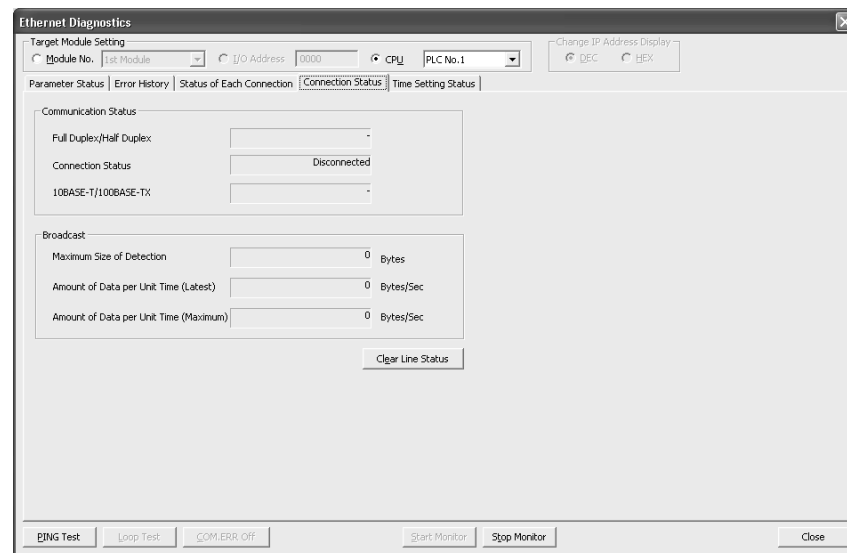 Ethernet Diagnostics
Target Module Setting
Module No. 1st Module I/O Address 0000 CPU PLC No.1
Change IP Address Display
DEC HEX
Parameter Status Error History Status of Each Connection Connection Status Time Setting Status
Communication Status
Full Duplex/Half Duplex -
Connection Status Disconnected
10BASE-T/100BASE-TX -
Broadcast
Maximum Size of Detection 0 Bytes
Amount of Data per Unit Time (Latest) 0 Bytes/Sec
Amount of Data per Unit Time (Maximum) 0 Bytes/Sec
Clear Line Status
PING Test Loop Test COM.ERR Off Start Monitor Stop Monitor Close